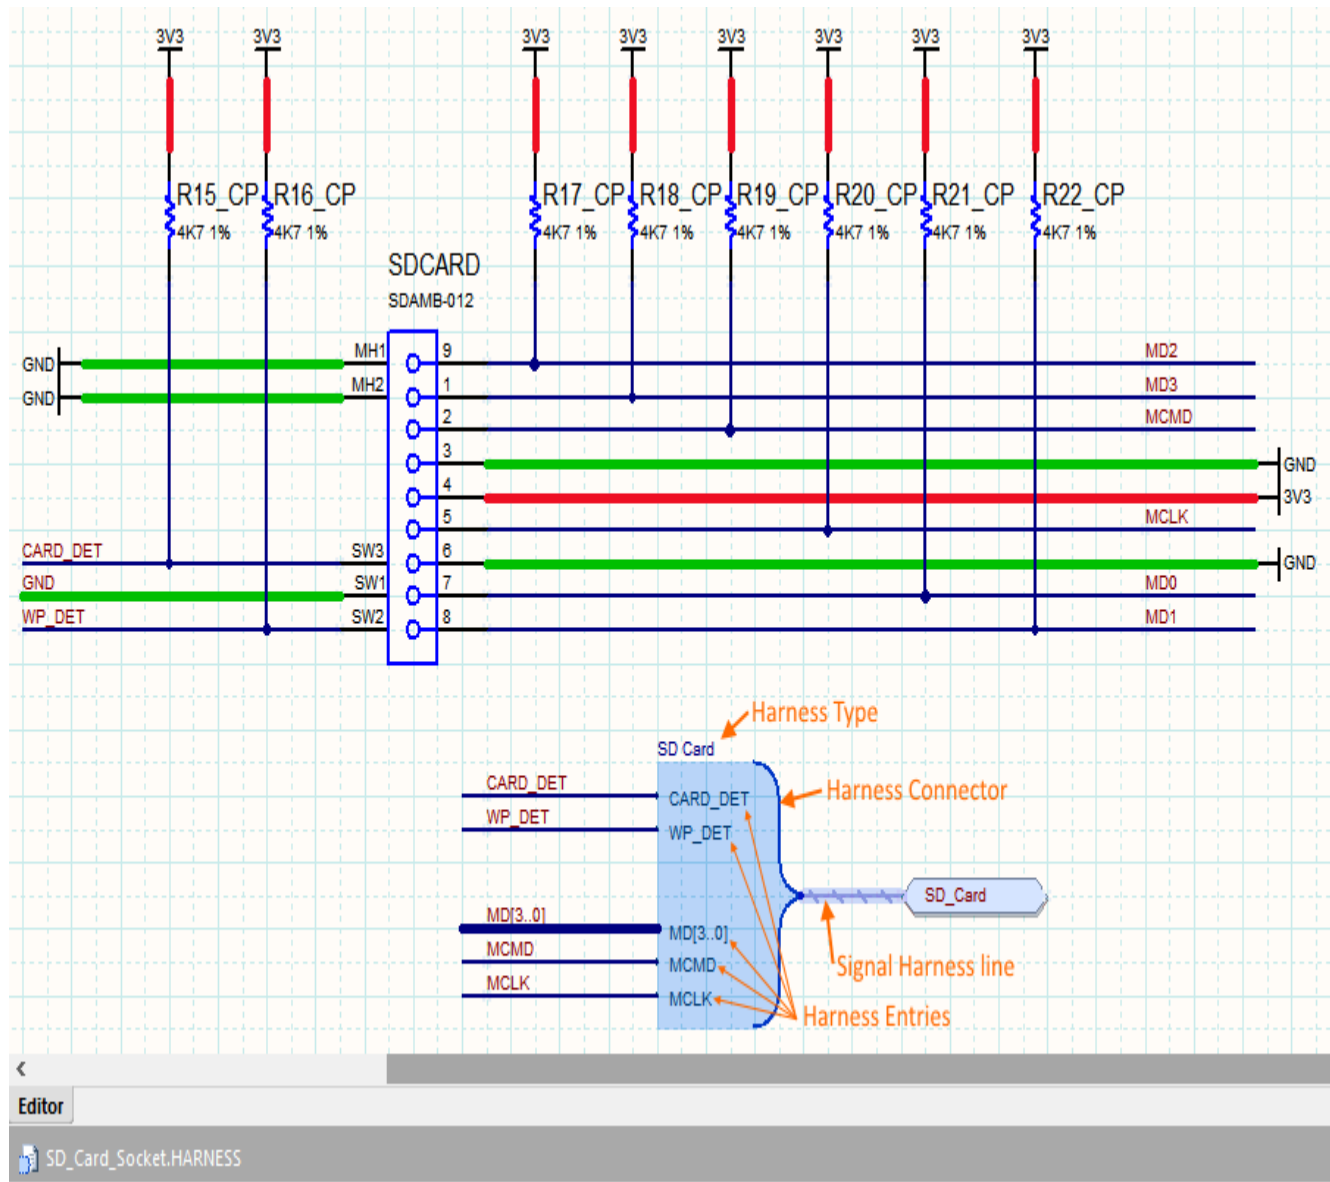 3V3 3V3 3V3 3V3 3V3 3V3 3V3 3V3
R15_CP R16_CP R17_CP R18_CP R19_CP R20_CP R21_CP R22_CP
4K7 1% 4K7 1% 4K7 1% 4K7 1% 4K7 1% 4K7 1% 4K7 1% 4K7 1%
SDCARD
SDAMB-012
GND MH1 9 MD2
GND MH2 1 MD3
2 MCMD
3 GND
4 3V3
5 MCLK
CARD_DET SW3 6 GND
GND SW1 7 MD0
WP_DET SW2 8 MD1
Harness Type
SD Card
CARD_DET CARD_DET Harness Connector
WP_DET WP_DET
SD_Card
MD[3..0] MD[3..0]
MCMD MCMD Signal Harness line
MCLK MCLK
Harness Entries
Editor
SD_Card_Socket.HARNESS